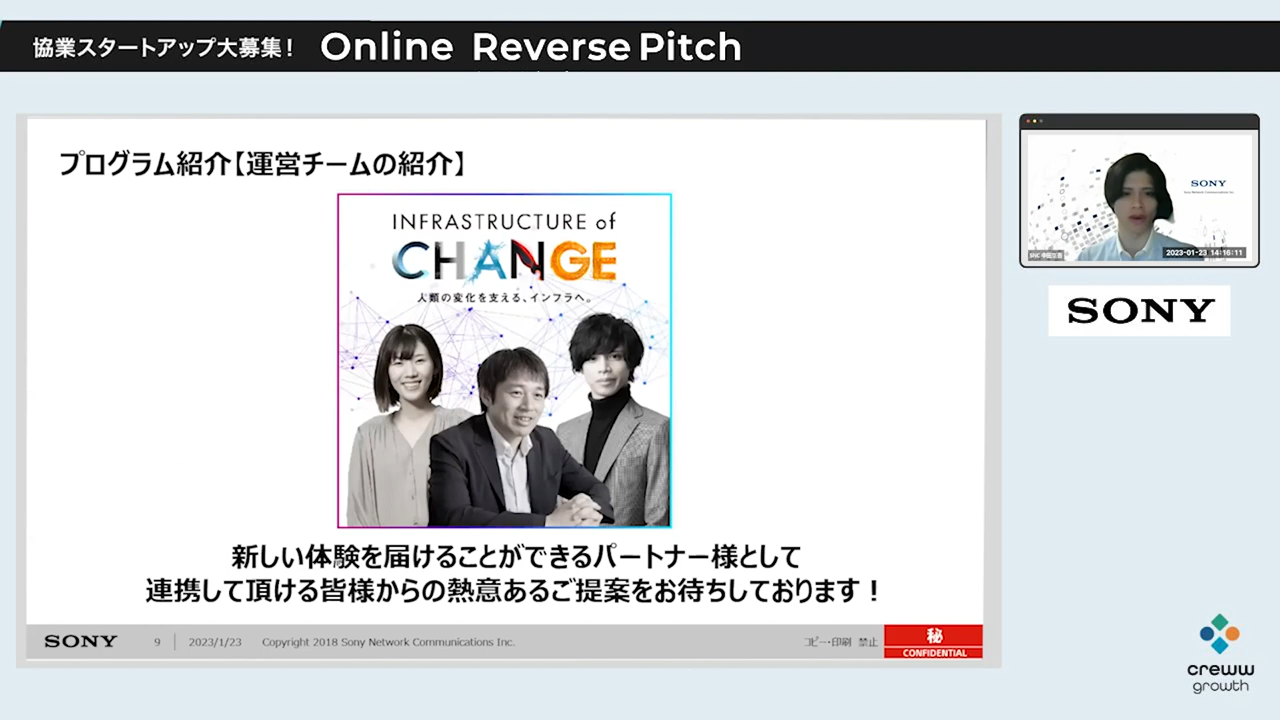 協業スタートアップ大募集！ Online Reverse Pitch
プログラム紹介【運営チームの紹介】
INFRASTRUCTURE of
CHANGE
人類の変化を支える、インフラへ。
新しい体験を届けることができるパートナー様として
連携して頂ける皆様からの熱意あるご提案をお待ちしております！
SONY 9 2023/1/23 Copyright 2018 Sony Network Communications Inc. コピー・印刷 禁止 秘
CONFIDENTIAL
SONY
Sony Network Communications Inc.
2023-01-23 14:16:11
SONY
creww
growth